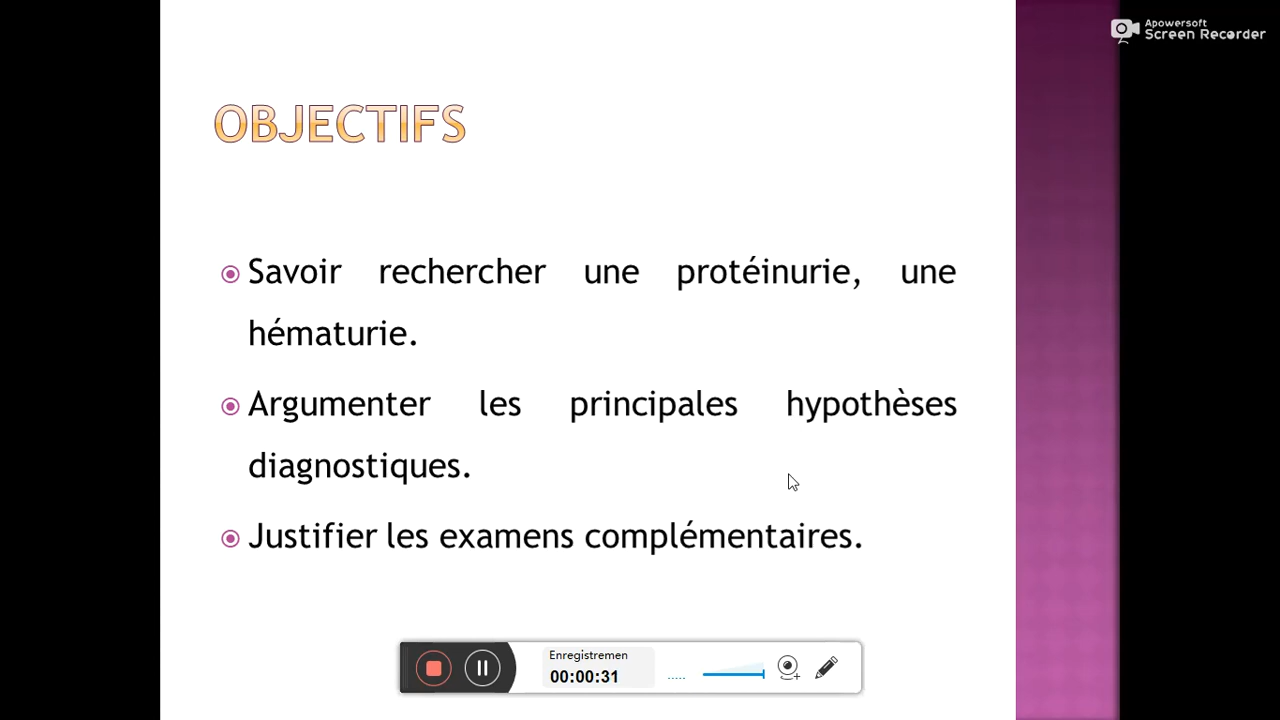 Apowersoft
Screen Recorder
OBJECTIFS
Savoir rechercher une protéinurie, une
hématurie.
Argumenter les principales hypothèses
diagnostiques.
Justifier les examens complémentaires.
Enregistremen
00:00:31
.....